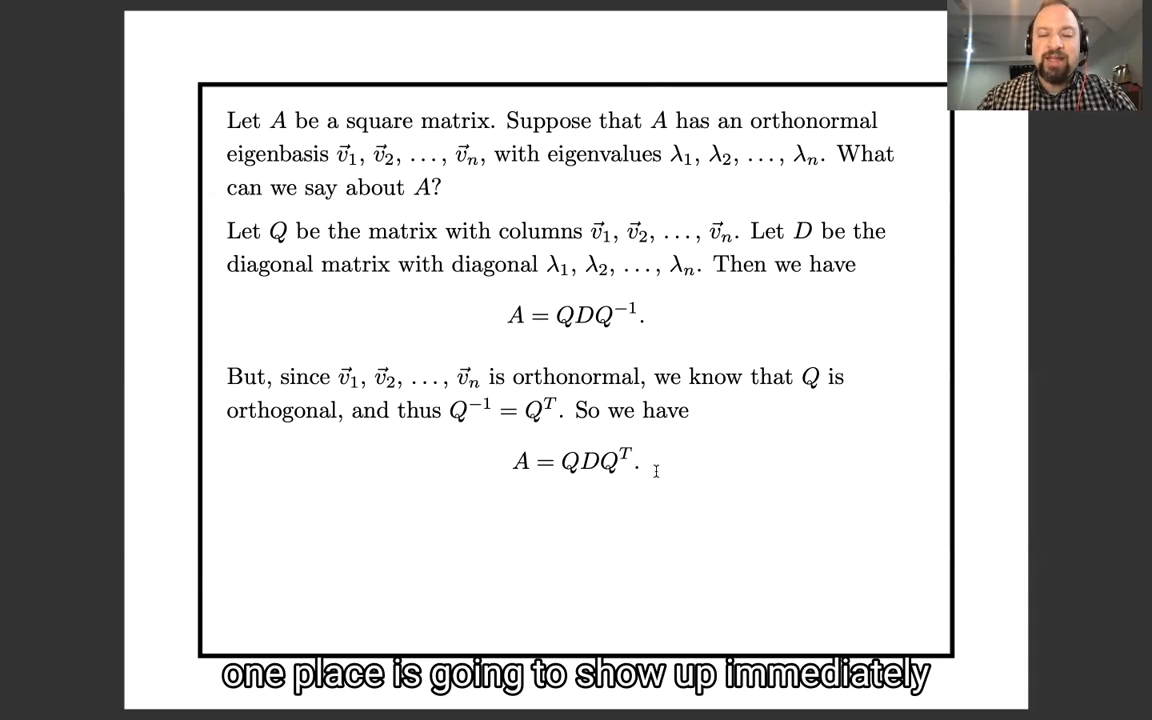 Let A be a square matrix. Suppose that A has an orthonormal
eigenbasis v⃗₁, v⃗₂, …, v⃗ₙ, with eigenvalues λ₁, λ₂, …, λₙ. What
can we say about A?
Let Q be the matrix with columns v⃗₁, v⃗₂, …, v⃗ₙ. Let D be the
diagonal matrix with diagonal λ₁, λ₂, …, λₙ. Then we have
A = QDQ⁻¹.
But, since v⃗₁, v⃗₂, …, v⃗ₙ is orthonormal, we know that Q is
orthogonal, and thus Q⁻¹ = Qᵀ. So we have
A = QDQᵀ.
one place is going to show up immediately